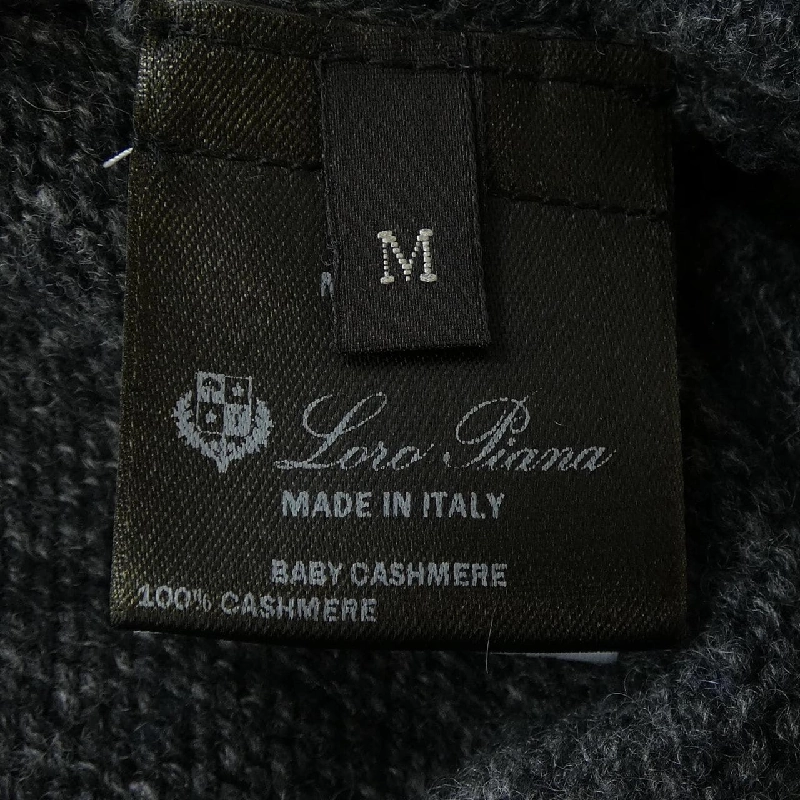 M
Loro Piana
MADE IN ITALY
BABY CASHMERE
100% CASHMERE